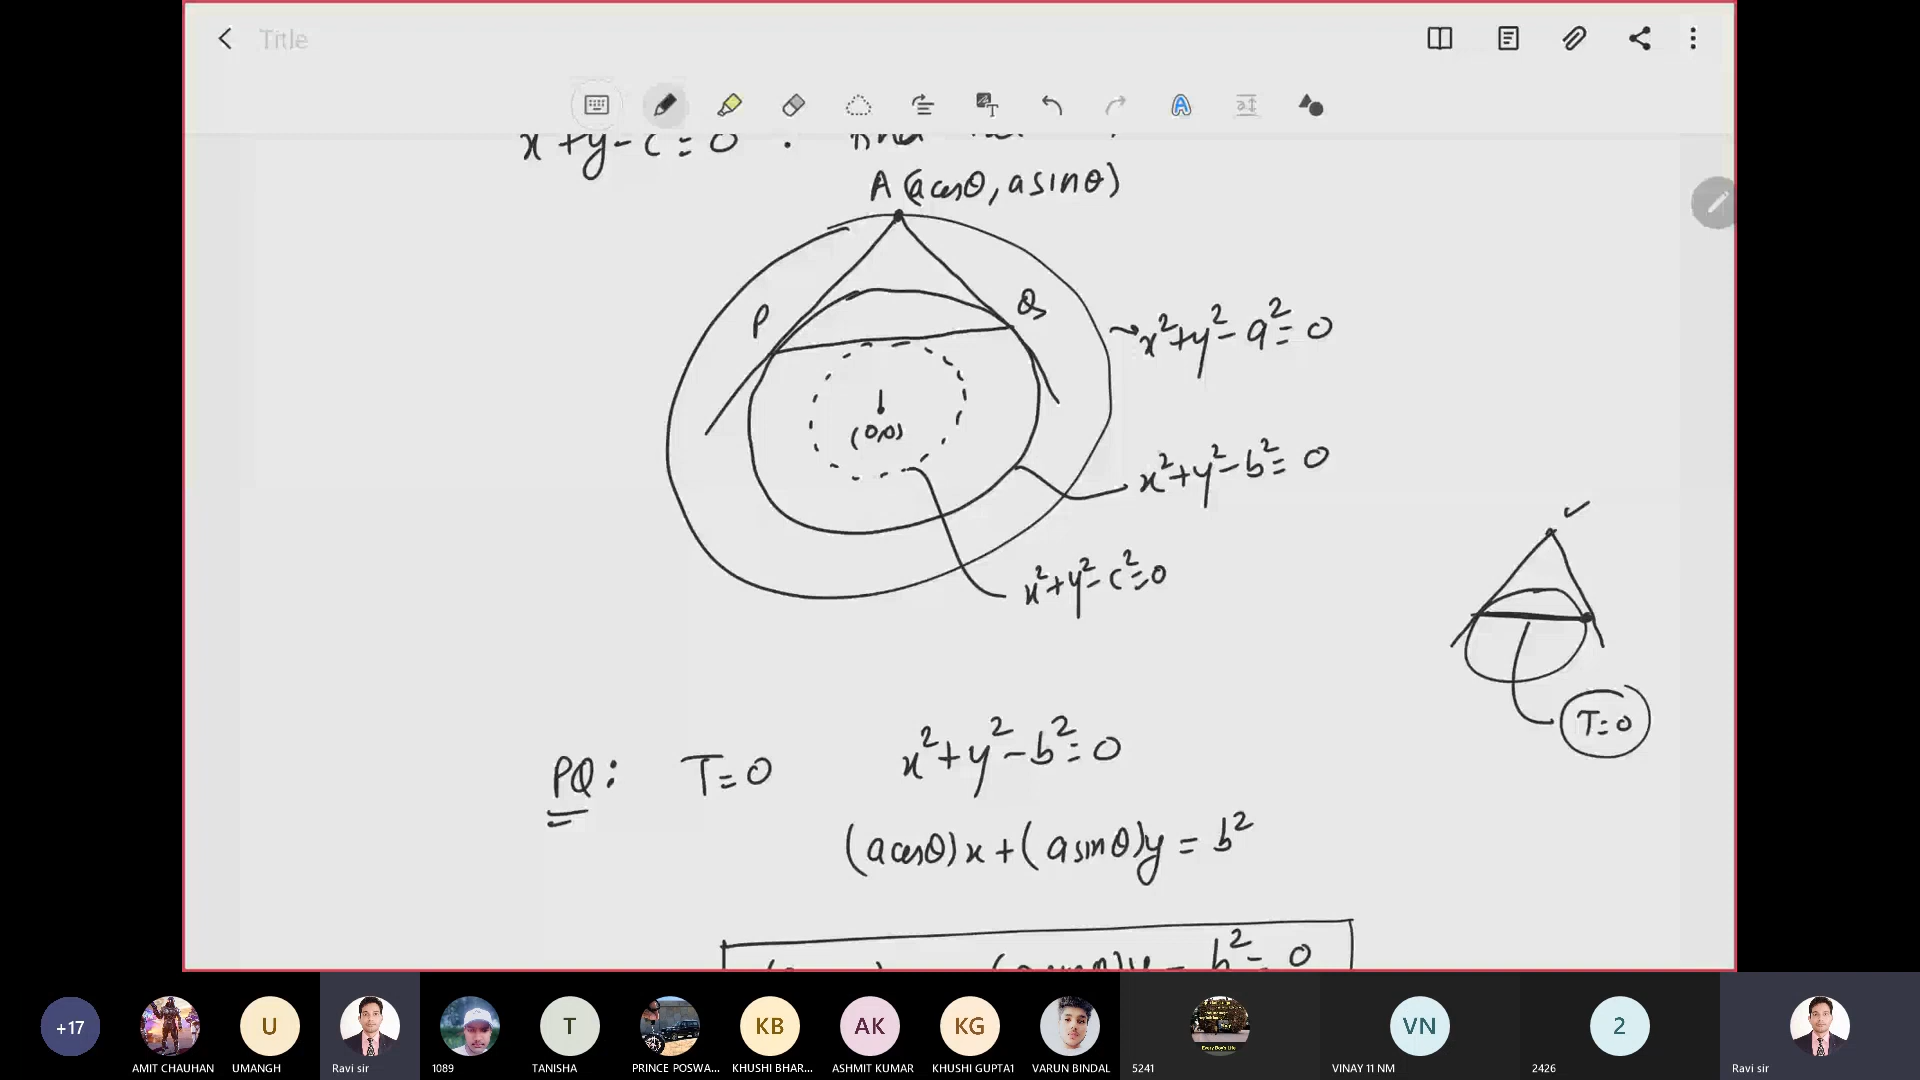 Title
x + y - c = 0 .
A (a cosθ, a sinθ)
P
Q
x² + y² - a² = 0
(0,0)
x² + y² - b² = 0
x² + y² - c² = 0
T = 0
PQ : T = 0 x² + y² - b² = 0
(a cosθ) x + (a sinθ) y = b²
b² = 0
+17
U
T
KB
AK
KG
VN
2
AMIT CHAUHAN
UMANGH
Ravi sir
1089
TANISHA
PRINCE POSWA...
KHUSHI BHAR...
ASHMIT KUMAR
KHUSHI GUPTA1
VARUN BINDAL
5241
VINAY 11 NM
2426
Ravi sir